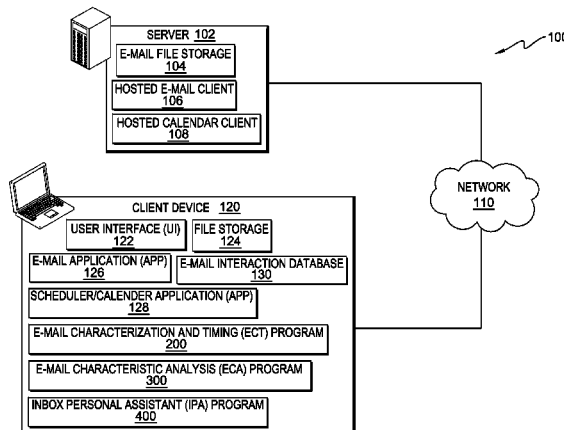 100
SERVER 102
E-MAIL FILE STORAGE
104
HOSTED E-MAIL CLIENT
106
HOSTED CALENDAR CLIENT
108
NETWORK
110
CLIENT DEVICE 120
USER INTERFACE (UI)
122
FILE STORAGE
124
E-MAIL APPLICATION (APP)
126
E-MAIL INTERACTION DATABASE
130
SCHEDULER/CALENDER APPLICATION (APP)
128
E-MAIL CHARACTERIZATION AND TIMING (ECT) PROGRAM
200
E-MAIL CHARACTERISTIC ANALYSIS (ECA) PROGRAM
300
INBOX PERSONAL ASSISTANT (IPA) PROGRAM
400